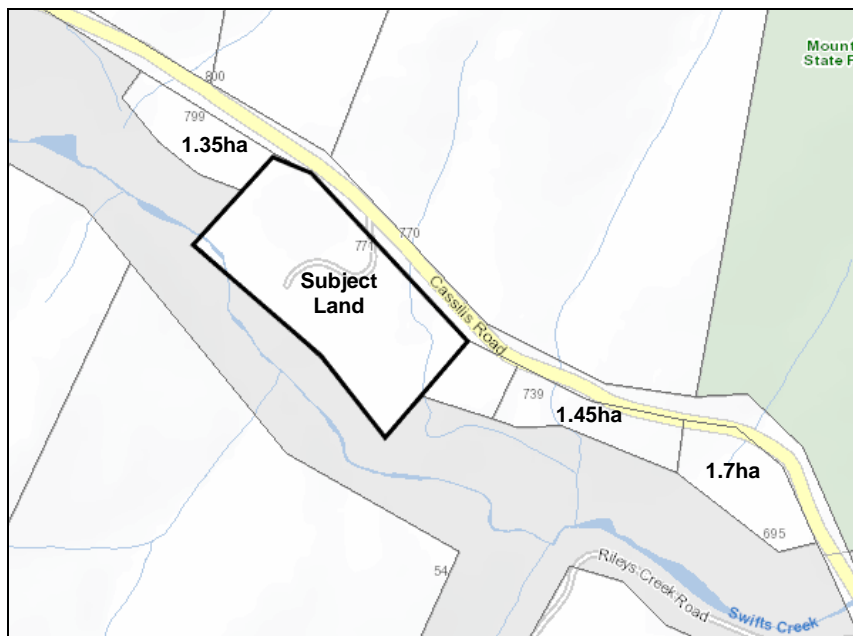 Mount
State F
800
799
1.35ha
770
771
Subject
Land
Cassilis Road
739
1.45ha
1.7ha
695
54
Rileys Creek Road
Swifts Creek